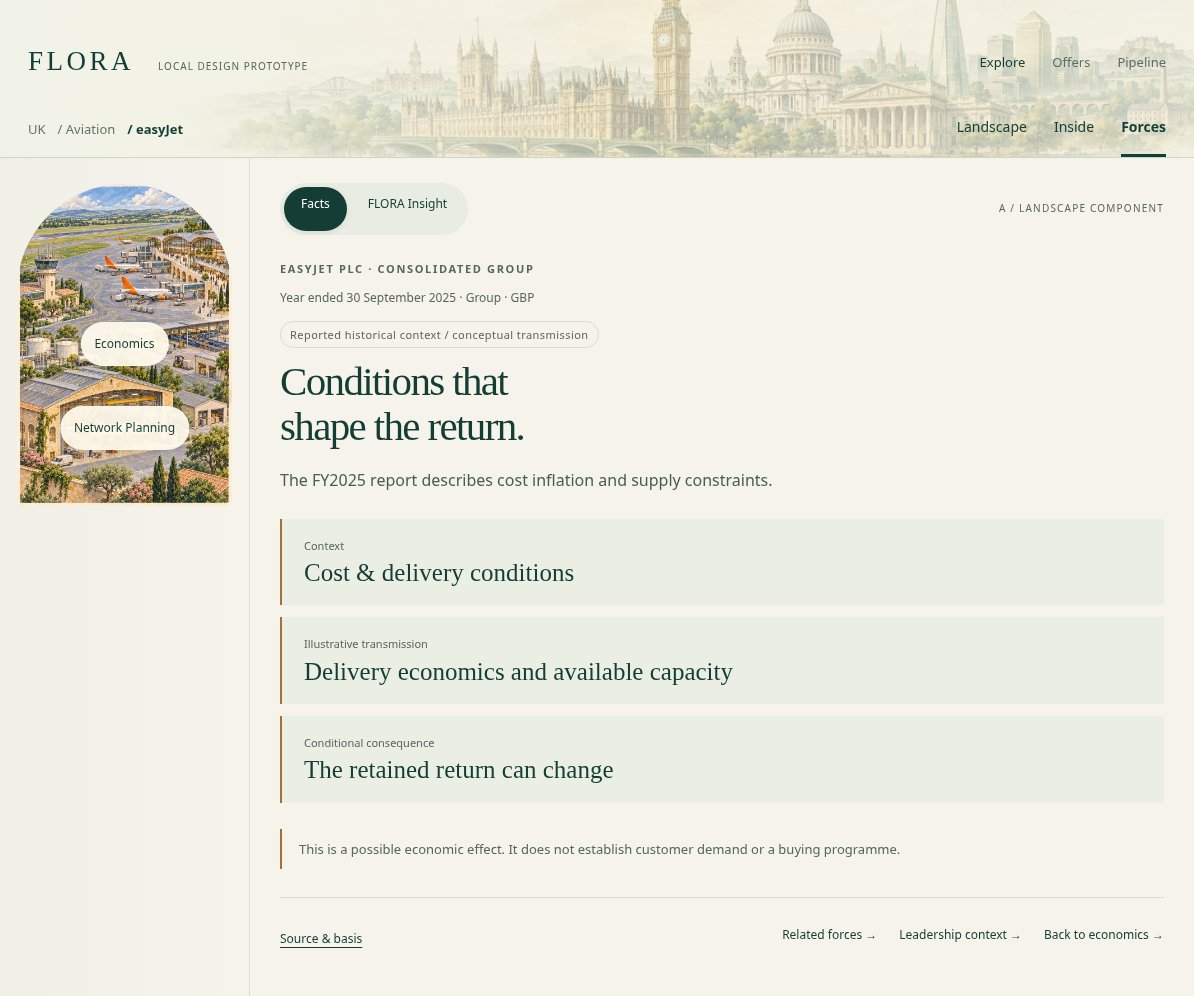 FLORA
LOCAL DESIGN PROTOTYPE
Explore Offers Pipeline
UK / Aviation / easyJet
Landscape Inside Forces
Facts FLORA Insight
A / LANDSCAPE COMPONENT
EASYJET PLC · CONSOLIDATED GROUP
Year ended 30 September 2025 · Group · GBP
Reported historical context / conceptual transmission
Economics
Network Planning
Conditions that
shape the return.
The FY2025 report describes cost inflation and supply constraints.
Context
Cost & delivery conditions
Illustrative transmission
Delivery economics and available capacity
Conditional consequence
The retained return can change
This is a possible economic effect. It does not establish customer demand or a buying programme.
Source & basis
Related forces → Leadership context → Back to economics →